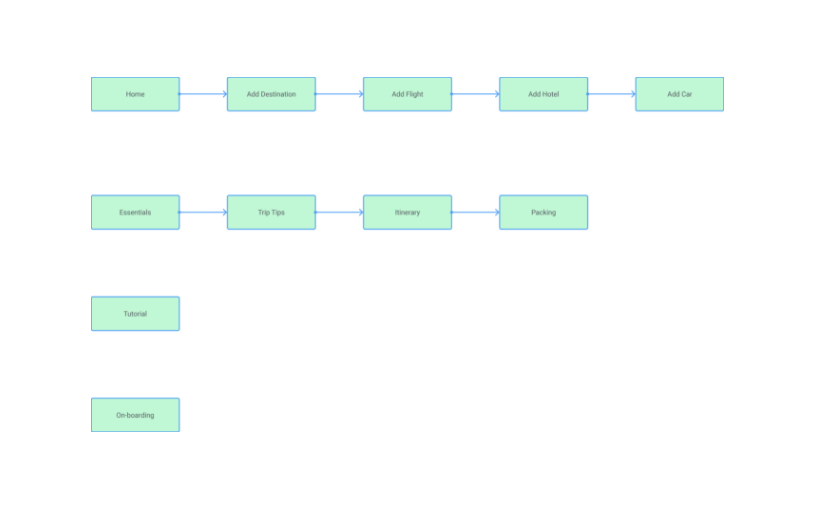 Home
Add Destination
Add Flight
Add Hotel
Add Car
Essentials
Trip Tips
Itinerary
Packing
Tutorial
On-boarding